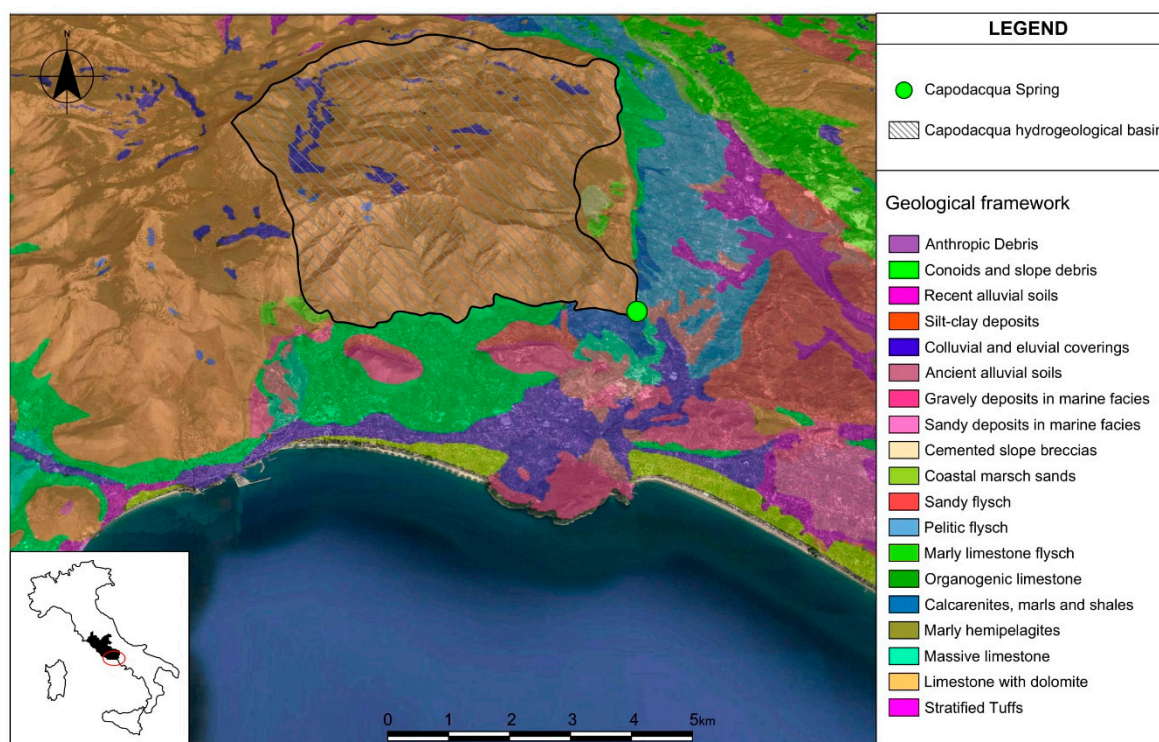 N
LEGEND
Capodacqua Spring
Capodacqua hydrogeological basin
Geological framework
Anthropic Debris
Conoids and slope debris
Recent alluvial soils
Silt-clay deposits
Colluvial and eluvial coverings
Ancient alluvial soils
Gravely deposits in marine facies
Sandy deposits in marine facies
Cemented slope breccias
Coastal marsch sands
Sandy flysch
Pelitic flysch
Marly limestone flysch
Organogenic limestone
Calcarenites, marls and shales
Marly hemipelagites
Massive limestone
Limestone with dolomite
Stratified Tuffs
0 1 2 3 4 5km